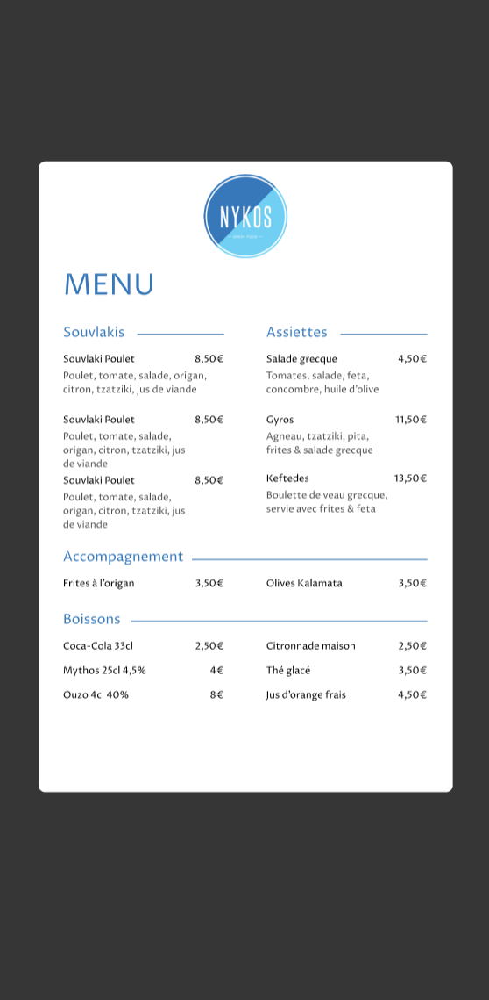 NYKOS
MENU
Souvlakis
Souvlaki Poulet 8,50€
Poulet, tomate, salade, origan,
citron, tzatziki, jus de viande
Souvlaki Poulet 8,50€
Poulet, tomate, salade,
origan, citron, tzatziki, jus
de viande
Souvlaki Poulet 8,50€
Poulet, tomate, salade,
origan, citron, tzatziki, jus
de viande
Assiettes
Salade grecque 4,50€
Tomates, salade, feta,
concombre, huile d'olive
Gyros 11,50€
Agneau, tzatziki, pita,
frites & salade grecque
Keftedes 13,50€
Boulette de veau grecque,
servie avec frites & feta
Accompagnement
Frites à l'origan 3,50€
Olives Kalamata 3,50€
Boissons
Coca-Cola 33cl 2,50€
Mythos 25cl 4,5% 4€
Ouzo 4cl 40% 8€
Citronnade maison 2,50€
Thé glacé 3,50€
Jus d'orange frais 4,50€